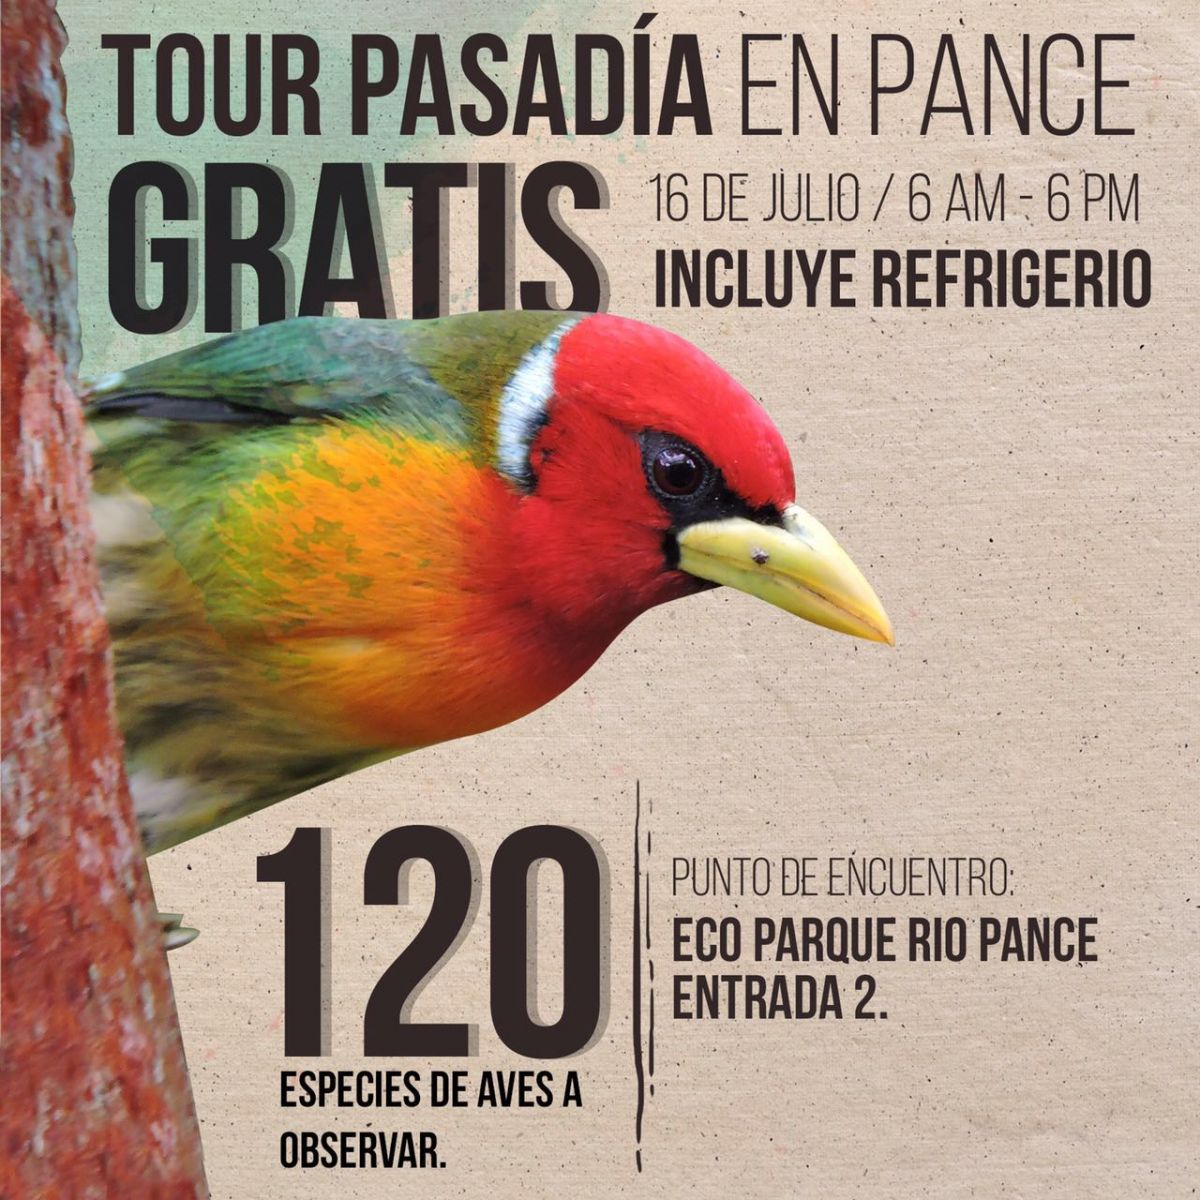 TOUR PASADÍA EN PANCE
GRATIS
16 DE JULIO / 6 AM - 6 PM
INCLUYE REFRIGERIO
120
ESPECIES DE AVES A
OBSERVAR.
PUNTO DE ENCUENTRO:
ECO PARQUE RIO PANCE
ENTRADA 2.